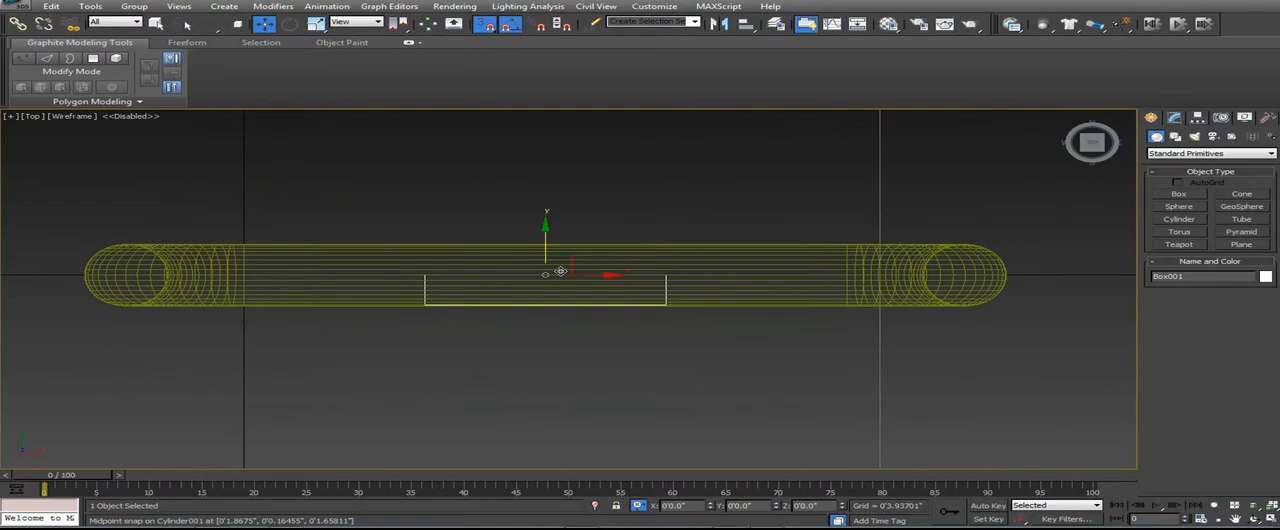 Edit Tools Group Views Create Modifiers Animation Graph Editors Rendering Lighting Analysis Civil View Customize MAXScript Help
All View Create Selection Se
Graphite Modeling Tools Freeform Selection Object Paint
Modify Mode
Polygon Modeling
[+] [Top] [Wireframe] <<Disabled>>
Standard Primitives
- Object Type
AutoGrid
Box Cone
Sphere GeoSphere
Cylinder Tube
Torus Pyramid
Teapot Plane
- Name and Color
Box001
y
< 0 / 100 >
0 5 10 15 20 25 30 35 40 45 50 55 60 65 70 75 80 85 90 95 100
1 Object Selected X: 0'0.0" Y: 0'0.0" Z: 0'0.0" Grid = 0'3.93701" Auto Key Selected
Welcome to M Midpoint snap on Cylinder001 at [0'1.8675", 0'0.16455", 0'1.65811"] Add Time Tag Set Key Key Filters... 0